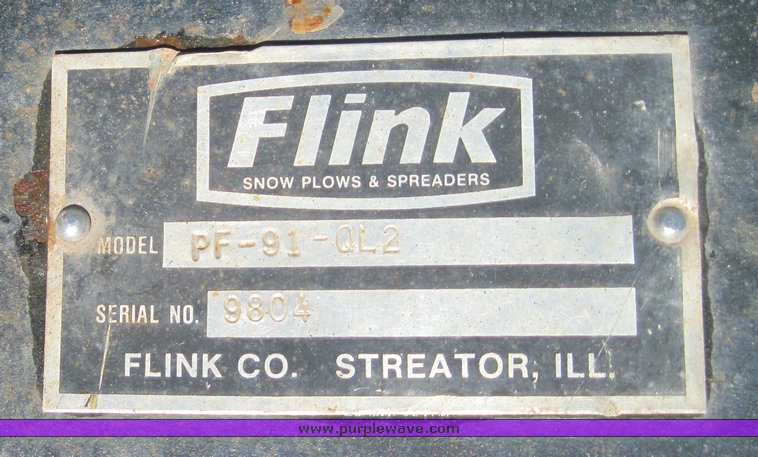 Flink
SNOW PLOWS & SPREADERS
MODEL PF-91-QL2
SERIAL NO. 9804
FLINK CO. STREATOR, ILL.
www.purplewave.com